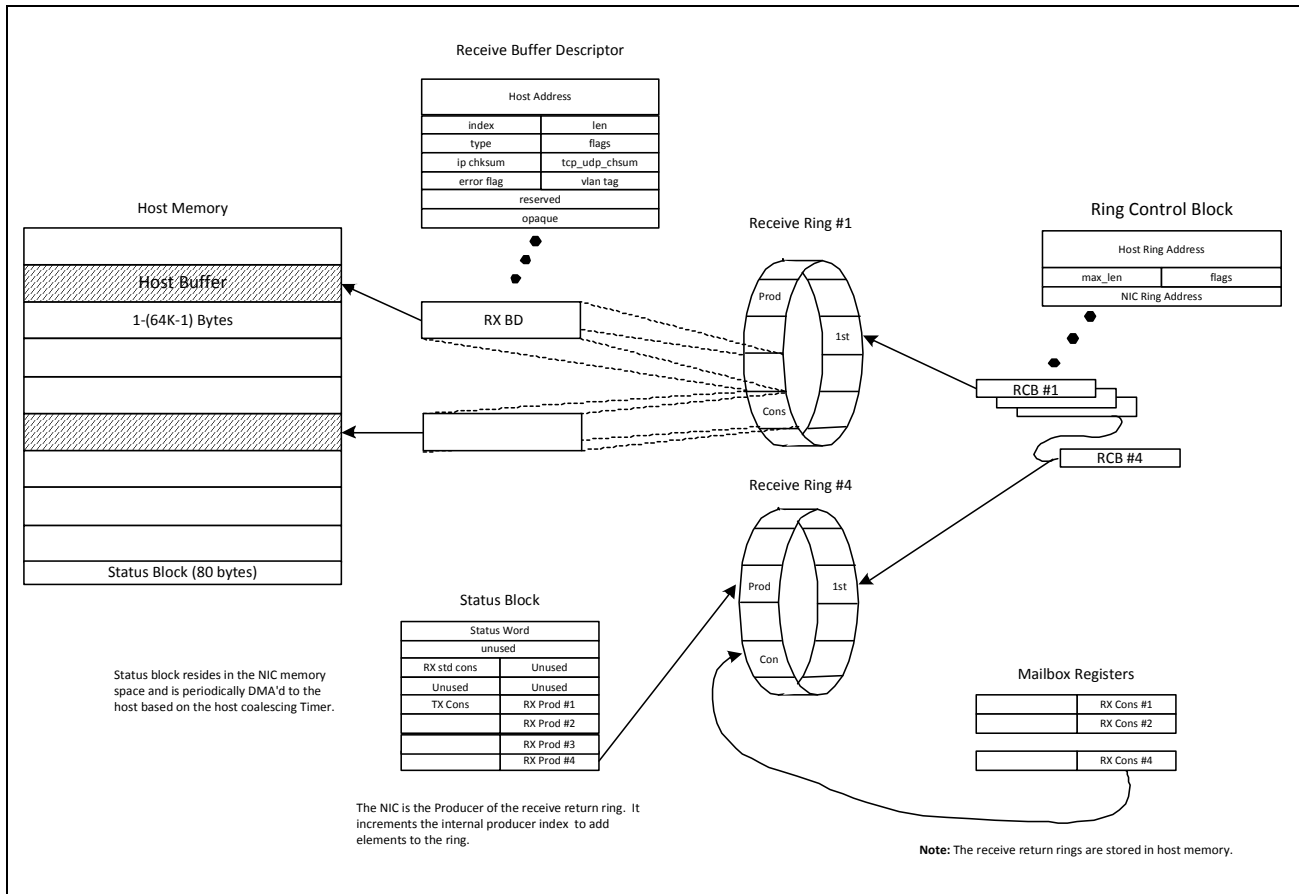 Receive Buffer Descriptor
Host Address
index len
type flags
ip chksum tcp_udp_chsum
error flag vlan tag
reserved
opaque
Host Memory
Host Buffer
1-(64K-1) Bytes
Status Block (80 bytes)
RX BD
Receive Ring #1
Prod
1st
Cons
Ring Control Block
Host Ring Address
max_len flags
NIC Ring Address
RCB #1
RCB #4
Receive Ring #4
Prod 1st
Con
Status Block
Status Word
unused
RX std cons Unused
Unused Unused
TX Cons RX Prod #1
RX Prod #2
RX Prod #3
RX Prod #4
Status block resides in the NIC memory
space and is periodically DMA'd to the
host based on the host coalescing Timer.
The NIC is the Producer of the receive return ring. It
increments the internal producer index to add
elements to the ring.
Mailbox Registers
RX Cons #1
RX Cons #2
RX Cons #4
Note: The receive return rings are stored in host memory.